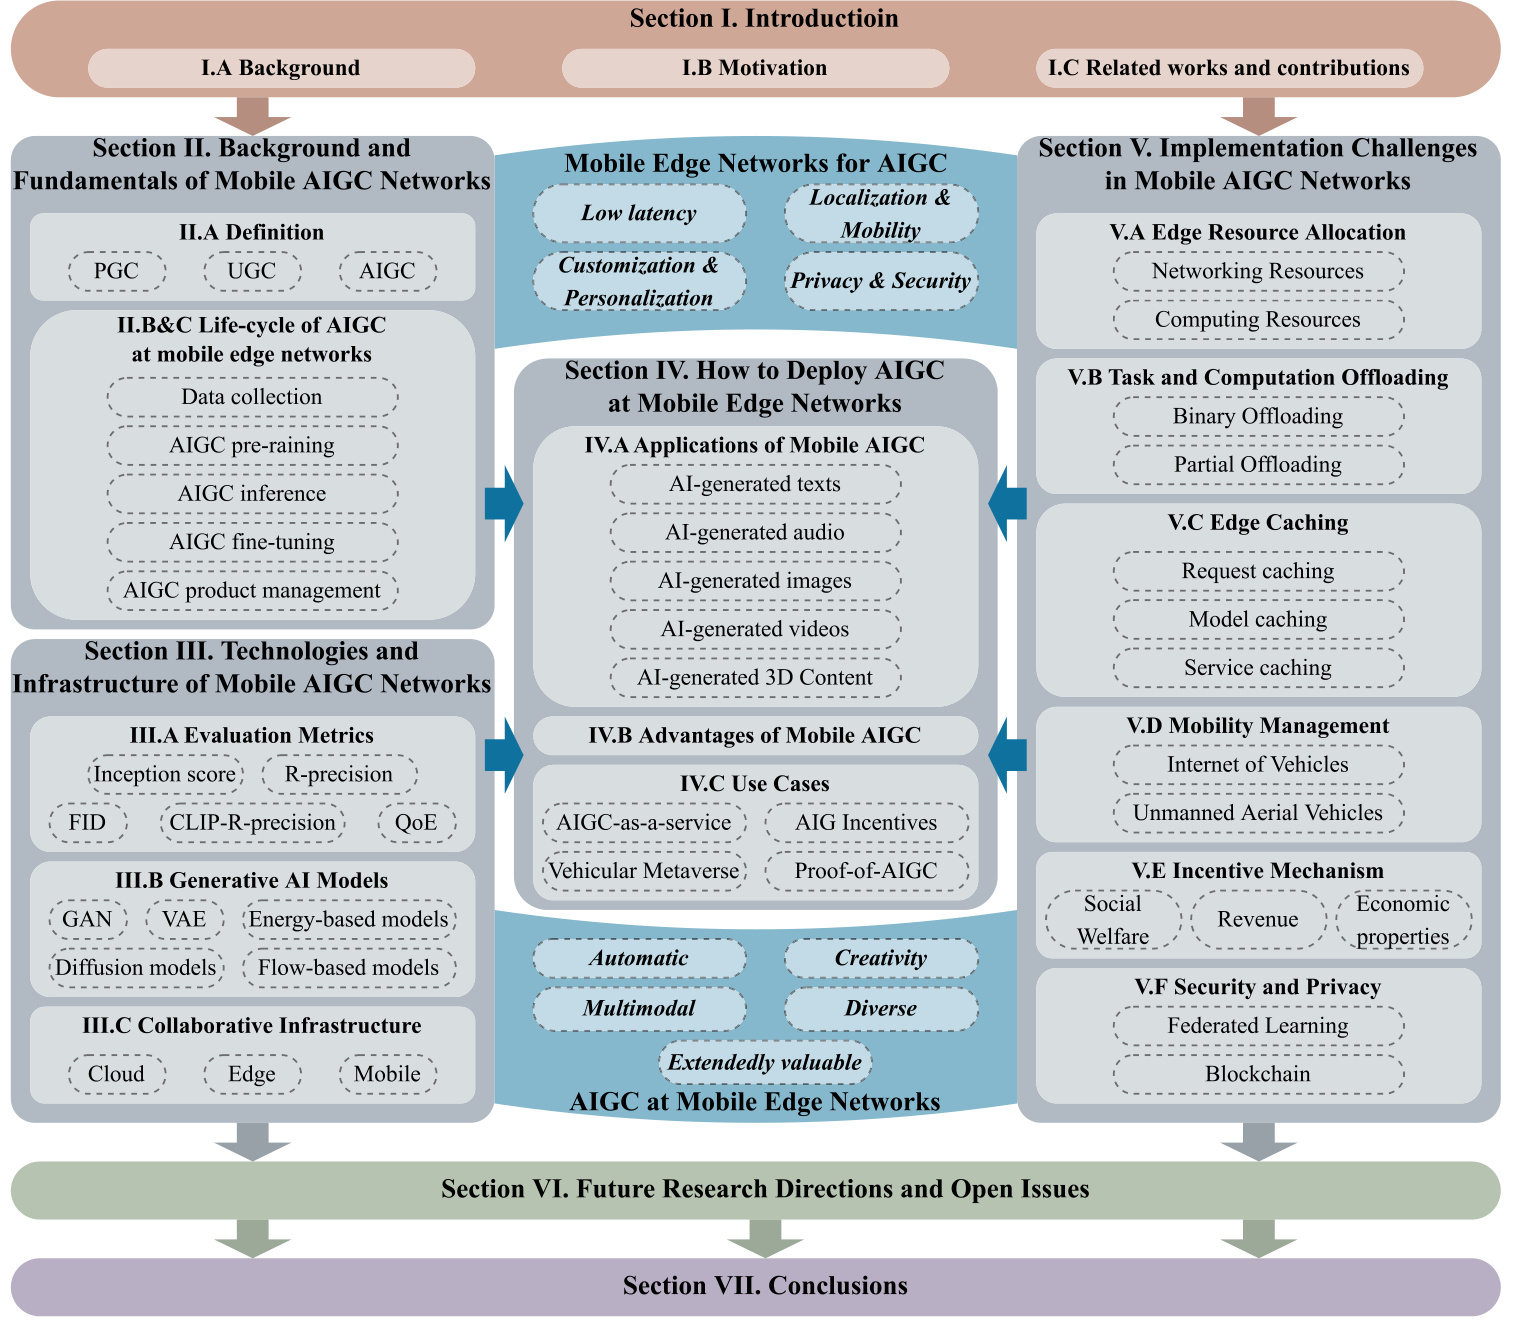 Section I. Introductioin
I.A Background
I.B Motivation
I.C Related works and contributions
Section II. Background and
Fundamentals of Mobile AIGC Networks
II.A Definition
PGC
UGC
AIGC
II.B&C Life-cycle of AIGC
at mobile edge networks
Data collection
AIGC pre-raining
AIGC inference
AIGC fine-tuning
AIGC product management
Section III. Technologies and
Infrastructure of Mobile AIGC Networks
III.A Evaluation Metrics
Inception score
R-precision
FID
CLIP-R-precision
QoE
III.B Generative AI Models
GAN
VAE
Energy-based models
Diffusion models
Flow-based models
III.C Collaborative Infrastructure
Cloud
Edge
Mobile
Mobile Edge Networks for AIGC
Low latency
Localization &
Mobility
Customization &
Personalization
Privacy & Security
Section IV. How to Deploy AIGC
at Mobile Edge Networks
IV.A Applications of Mobile AIGC
AI-generated texts
AI-generated audio
AI-generated images
AI-generated videos
AI-generated 3D Content
IV.B Advantages of Mobile AIGC
IV.C Use Cases
AIGC-as-a-service
AIG Incentives
Vehicular Metaverse
Proof-of-AIGC
Automatic
Creativity
Multimodal
Diverse
Extendedly valuable
AIGC at Mobile Edge Networks
Section V. Implementation Challenges
in Mobile AIGC Networks
V.A Edge Resource Allocation
Networking Resources
Computing Resources
V.B Task and Computation Offloading
Binary Offloading
Partial Offloading
V.C Edge Caching
Request caching
Model caching
Service caching
V.D Mobility Management
Internet of Vehicles
Unmanned Aerial Vehicles
V.E Incentive Mechanism
Social
Welfare
Revenue
Economic
properties
V.F Security and Privacy
Federated Learning
Blockchain
Section VI. Future Research Directions and Open Issues
Section VII. Conclusions